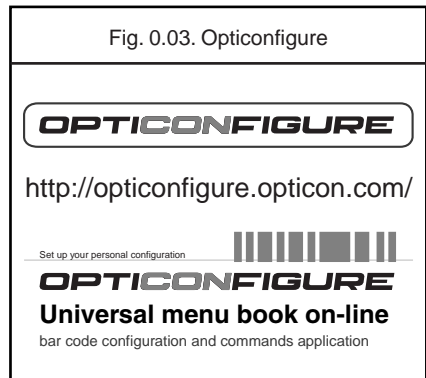 Fig. 0.03. Opticonfigure
OPTICONFIGURE
http://opticonfigure.opticon.com/
Set up your personal configuration
OPTICONFIGURE
Universal menu book on-line
bar code configuration and commands application